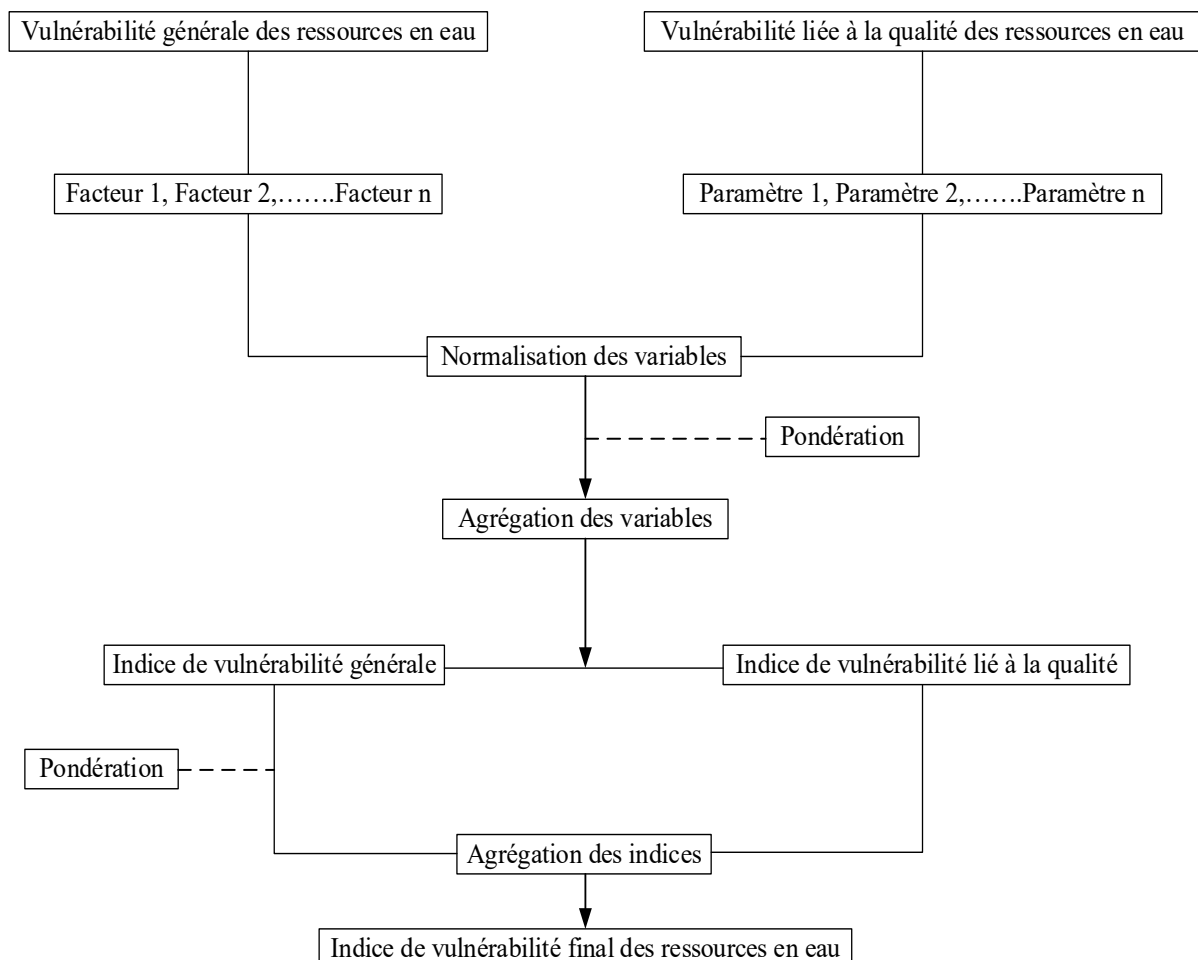 Vulnérabilité générale des ressources en eau
Vulnérabilité liée à la qualité des ressources en eau
Facteur 1, Facteur 2,.......Facteur n
Paramètre 1, Paramètre 2,.......Paramètre n
Normalisation des variables
Pondération
Agrégation des variables
Indice de vulnérabilité générale
Indice de vulnérabilité lié à la qualité
Pondération
Agrégation des indices
Indice de vulnérabilité final des ressources en eau